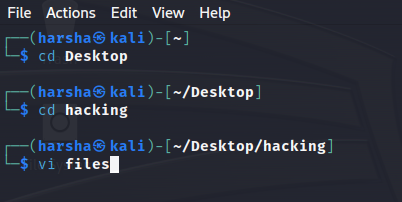 File Actions Edit View Help
┌──(harsha㉿kali)-[~]
└─$ cd Desktop
┌──(harsha㉿kali)-[~/Desktop]
└─$ cd hacking
┌──(harsha㉿kali)-[~/Desktop/hacking]
└─$ vi files